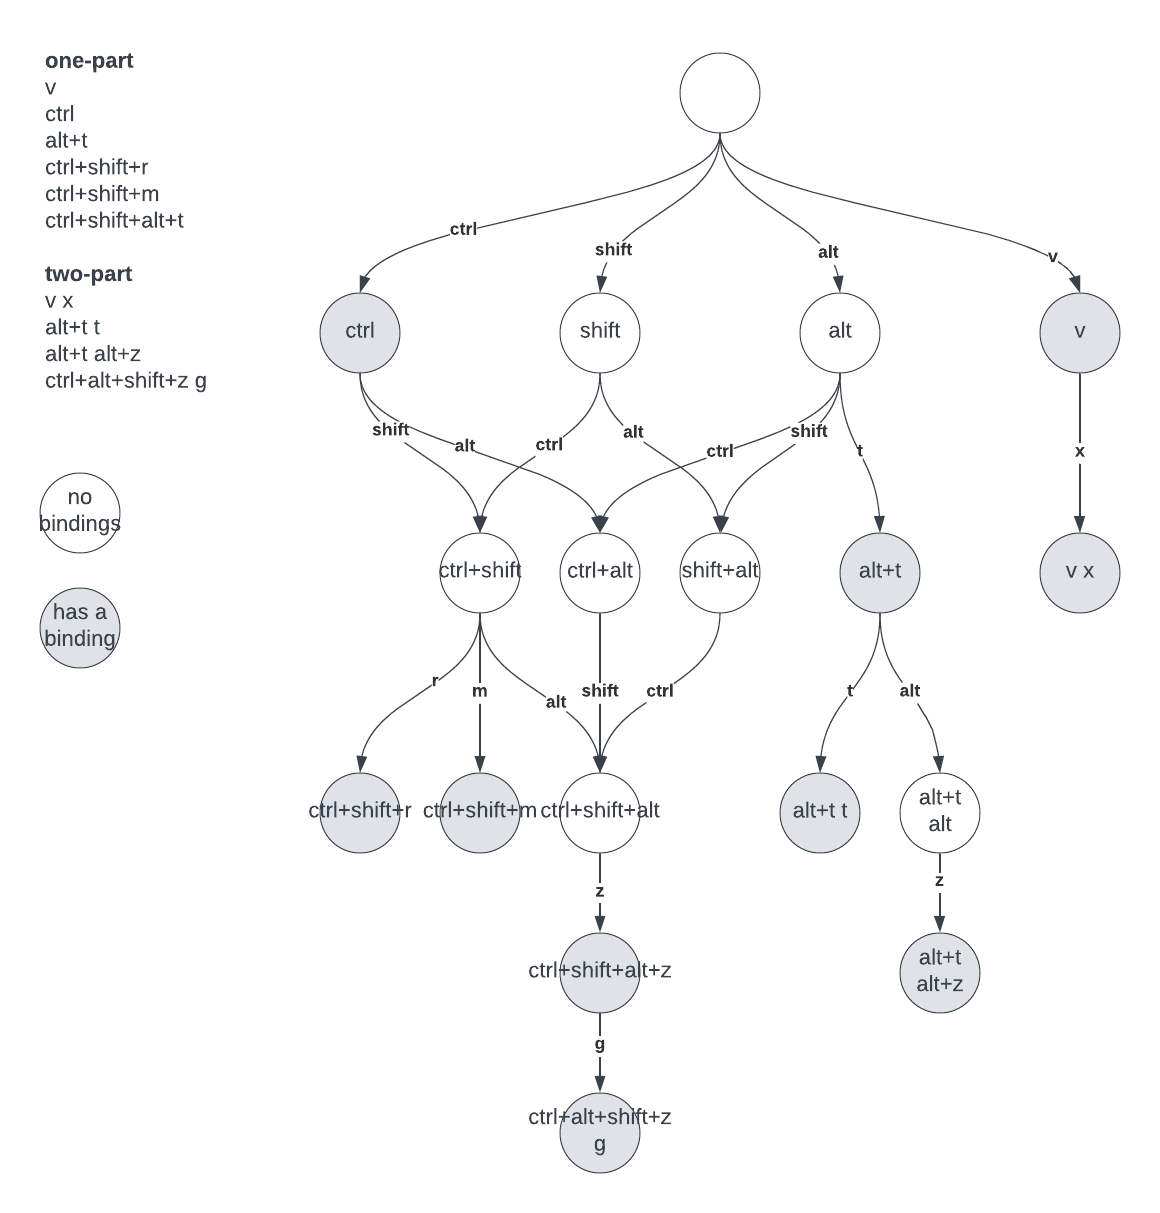 one-part
v
ctrl
alt+t
ctrl+shift+r
ctrl+shift+m
ctrl+shift+alt+t
two-part
v x
alt+t t
alt+t alt+z
ctrl+alt+shift+z g
no
bindings
has a
binding
ctrl
shift
alt
v
ctrl
shift
alt
v
shift
alt
ctrl
alt
ctrl
shift
t
x
ctrl+shift
ctrl+alt
shift+alt
alt+t
v x
r
m
alt
shift
ctrl
t
alt
ctrl+shift+r
ctrl+shift+m
ctrl+shift+alt
alt+t t
alt+t
alt
z
z
ctrl+shift+alt+z
alt+t
alt+z
g
ctrl+alt+shift+z
g